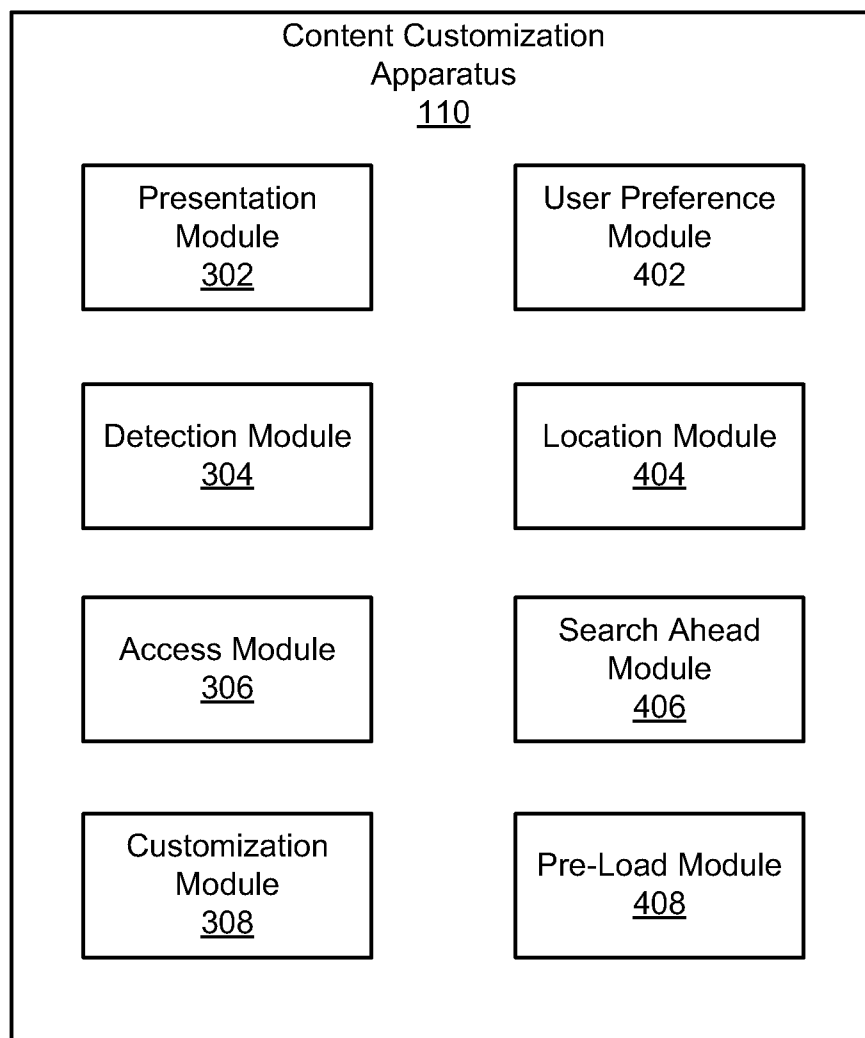 Content Customization
Apparatus
110
Presentation
Module
302
User Preference
Module
402
Detection Module
304
Location Module
404
Access Module
306
Search Ahead
Module
406
Customization
Module
308
Pre-Load Module
408